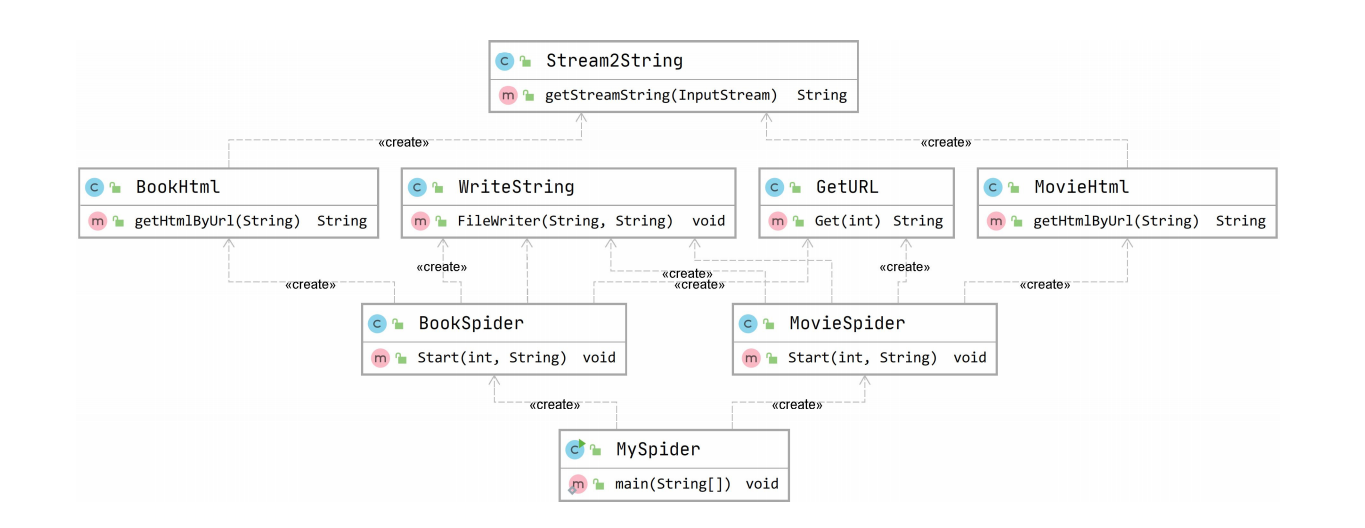 Stream2String
getStreamString(InputStream) String
«create» «create»
BookHtml WriteString GetURL MovieHtml
getHtmlByUrl(String) String FileWriter(String, String) void Get(int) String getHtmlByUrl(String) String
«create» «create» «create» «create» «create» «create»
BookSpider MovieSpider
Start(int, String) void Start(int, String) void
«create» «create»
MySpider
main(String[]) void